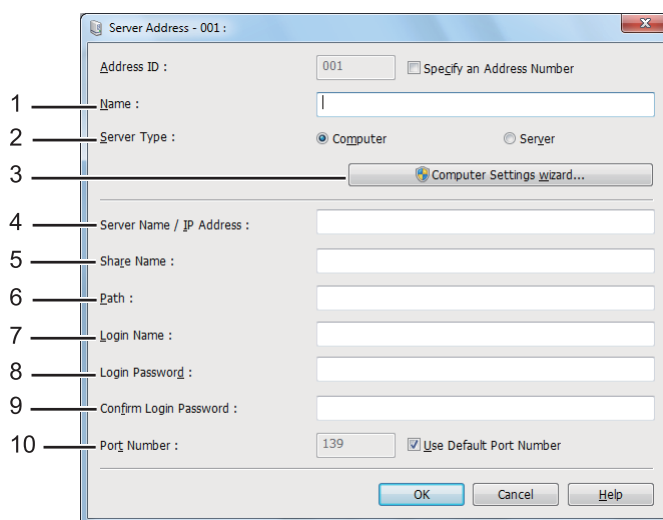 Server Address - 001 :
Address ID : 001 Specify an Address Number
1 Name :
2 Server Type : Computer Server
3 Computer Settings wizard...
4 Server Name / IP Address :
5 Share Name :
6 Path :
7 Login Name :
8 Login Password :
9 Confirm Login Password :
10 Port Number : 139 Use Default Port Number
OK Cancel Help